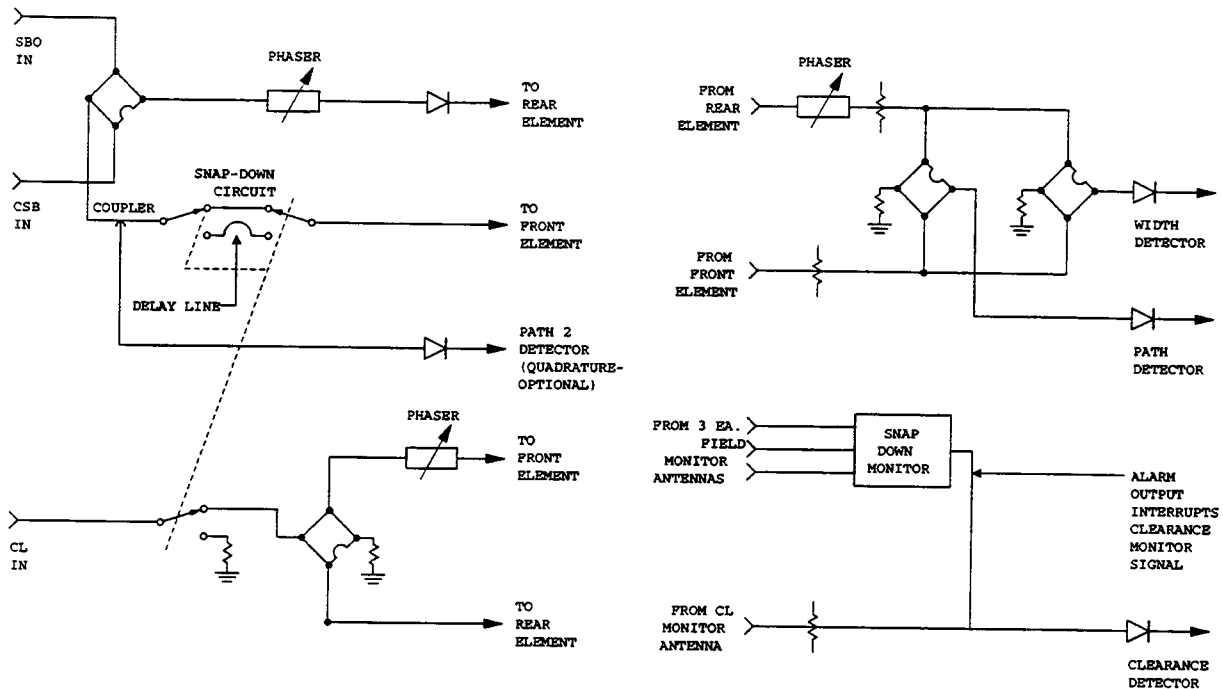 SBO
IN
PHASER
TO
REAR
ELEMENT
CSB
IN
SNAP-DOWN
CIRCUIT
COUPLER
TO
FRONT
ELEMENT
DELAY LINE
PATH 2
DETECTOR
(QUADRATURE-
OPTIONAL)
PHASER
TO
FRONT
ELEMENT
CL
IN
TO
REAR
ELEMENT
PHASER
FROM
REAR
ELEMENT
WIDTH
DETECTOR
FROM
FRONT
ELEMENT
PATH
DETECTOR
FROM 3 EA.
FIELD
MONITOR
ANTENNAS
SNAP
DOWN
MONITOR
ALARM
OUTPUT
INTERRUPTS
CLEARANCE
MONITOR
SIGNAL
FROM CL
MONITOR
ANTENNA
CLEARANCE
DETECTOR